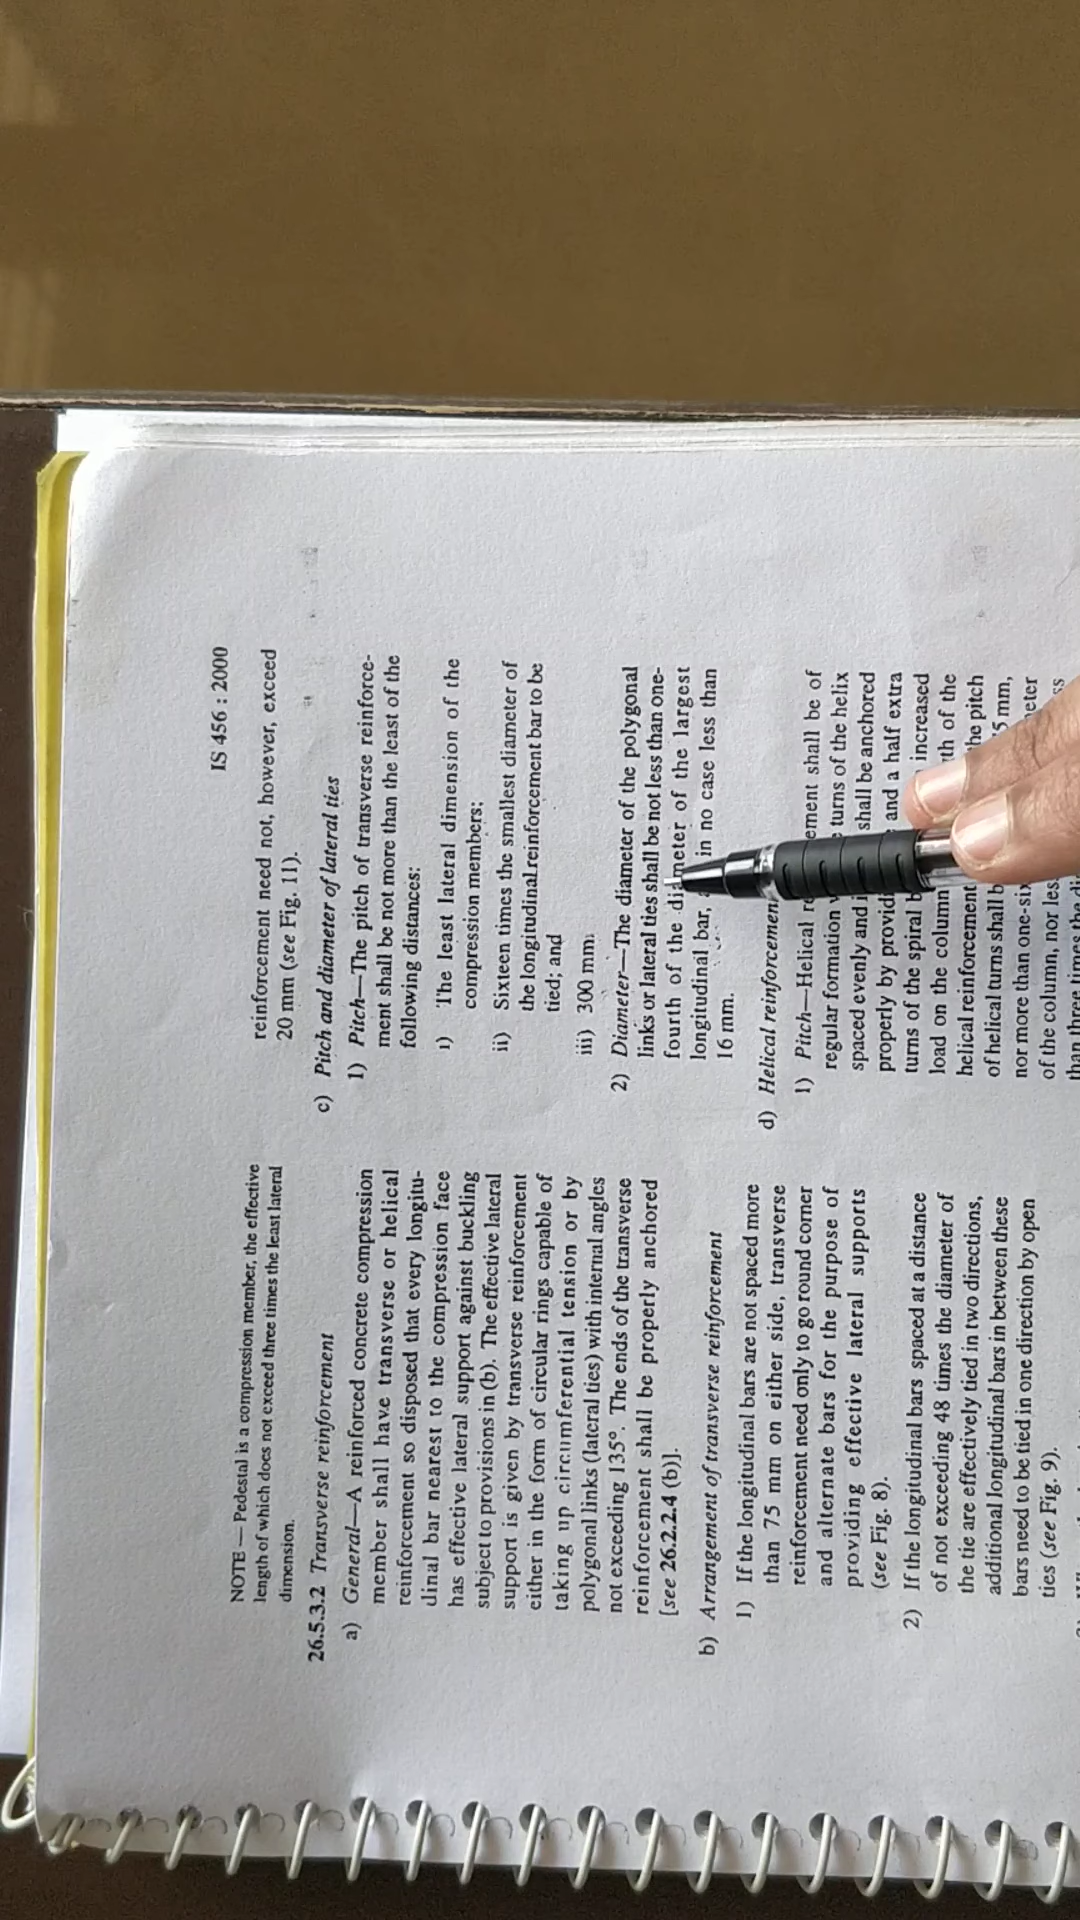 IS 456 : 2000
NOTE — Pedestal is a compression member, the effective
length of which does not exceed three times the least lateral
dimension.
26.5.3.2 Transverse reinforcement
a) General—A reinforced concrete compression
member shall have transverse or helical
reinforcement so disposed that every longitu-
dinal bar nearest to the compression face
has effective lateral support against buckling
subject to provisions in (b). The effective lateral
support is given by transverse reinforcement
either in the form of circular rings capable of
taking up circumferential tension or by
polygonal links (lateral ties) with internal angles
not exceeding 135°. The ends of the transverse
reinforcement shall be properly anchored
[see 26.2.2.4 (b)].
b) Arrangement of transverse reinforcement
1) If the longitudinal bars are not spaced more
than 75 mm on either side, transverse
reinforcement need only to go round corner
and alternate bars for the purpose of
providing effective lateral supports
(see Fig. 8).
2) If the longitudinal bars spaced at a distance
of not exceeding 48 times the diameter of
the tie are effectively tied in two directions,
additional longitudinal bars in between these
bars need to be tied in one direction by open
ties (see Fig. 9).
reinforcement need not, however, exceed
20 mm (see Fig. 11).
c) Pitch and diameter of lateral ties
1) Pitch—The pitch of transverse reinforce-
ment shall be not more than the least of the
following distances:
i) The least lateral dimension of the
compression members;
ii) Sixteen times the smallest diameter of
the longitudinal reinforcement bar to be
tied; and
iii) 300 mm.
2) Diameter—The diameter of the polygonal
links or lateral ties shall be not less than one-
fourth of the diameter of the largest
longitudinal bar, in no case less than
16 mm.
d) Helical reinforcement
1) Pitch—Helical ement shall be of
regular formation turns of the helix
spaced evenly and shall be anchored
properly by and a half extra
turns of the spiral increased
load on the column of the
helical reinforcement the pitch
of helical turns shall mm,
nor more than
of the column, nor
than three times the